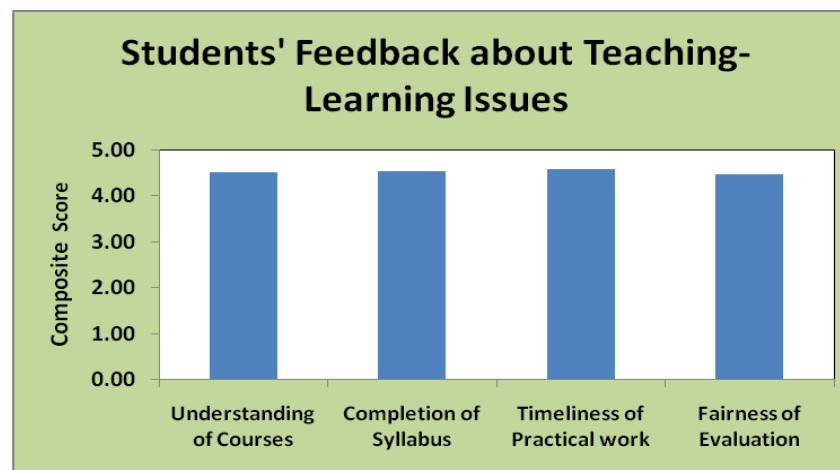 Students' Feedback about Teaching-
Learning Issues
5.00
4.00
3.00
2.00
1.00
0.00
Composite Score
Understanding
of Courses
Completion of
Syllabus
Timeliness of
Practical work
Fairness of
Evaluation